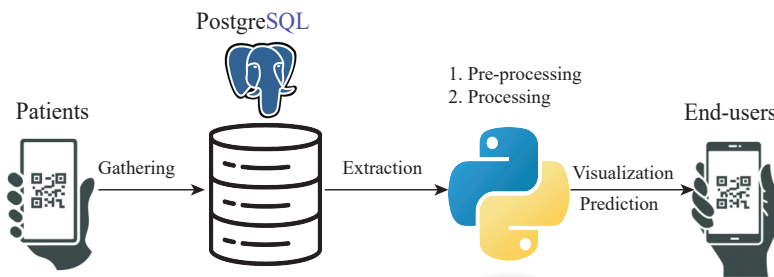 PostgreSQL
1. Pre-processing
2. Processing
Patients
End-users
Gathering
Extraction
Visualization
Prediction